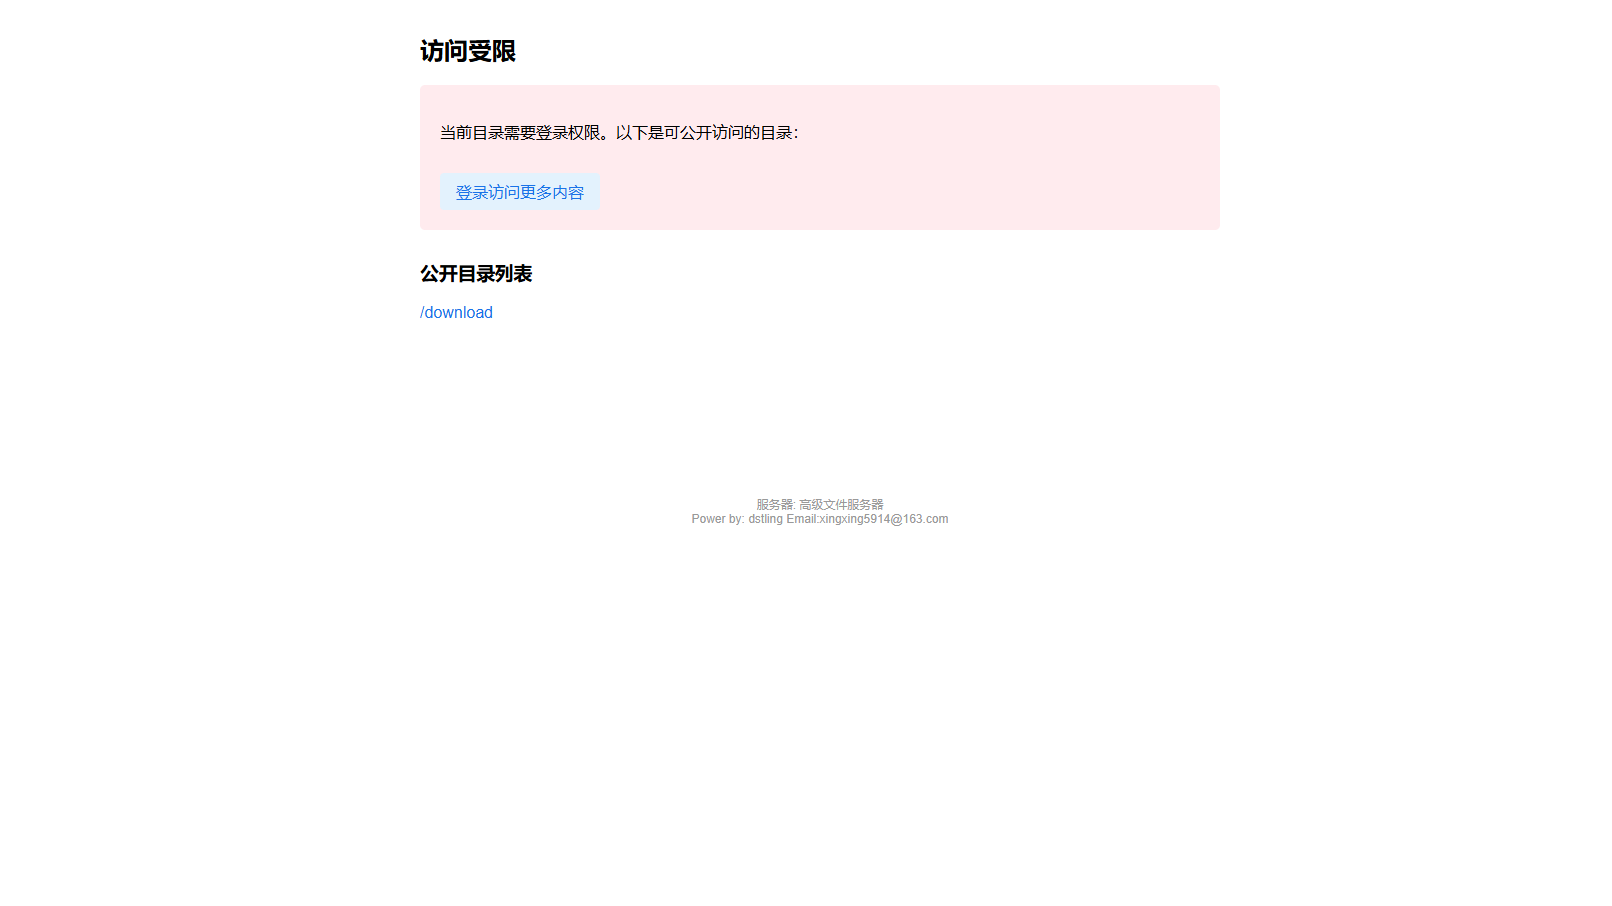 访问受限
当前目录需要登录权限。以下是可公开访问的目录：
登录访问更多内容
公开目录列表
/download
服务器: 高级文件服务器
Power by: dstling Email:xingxing5914@163.com